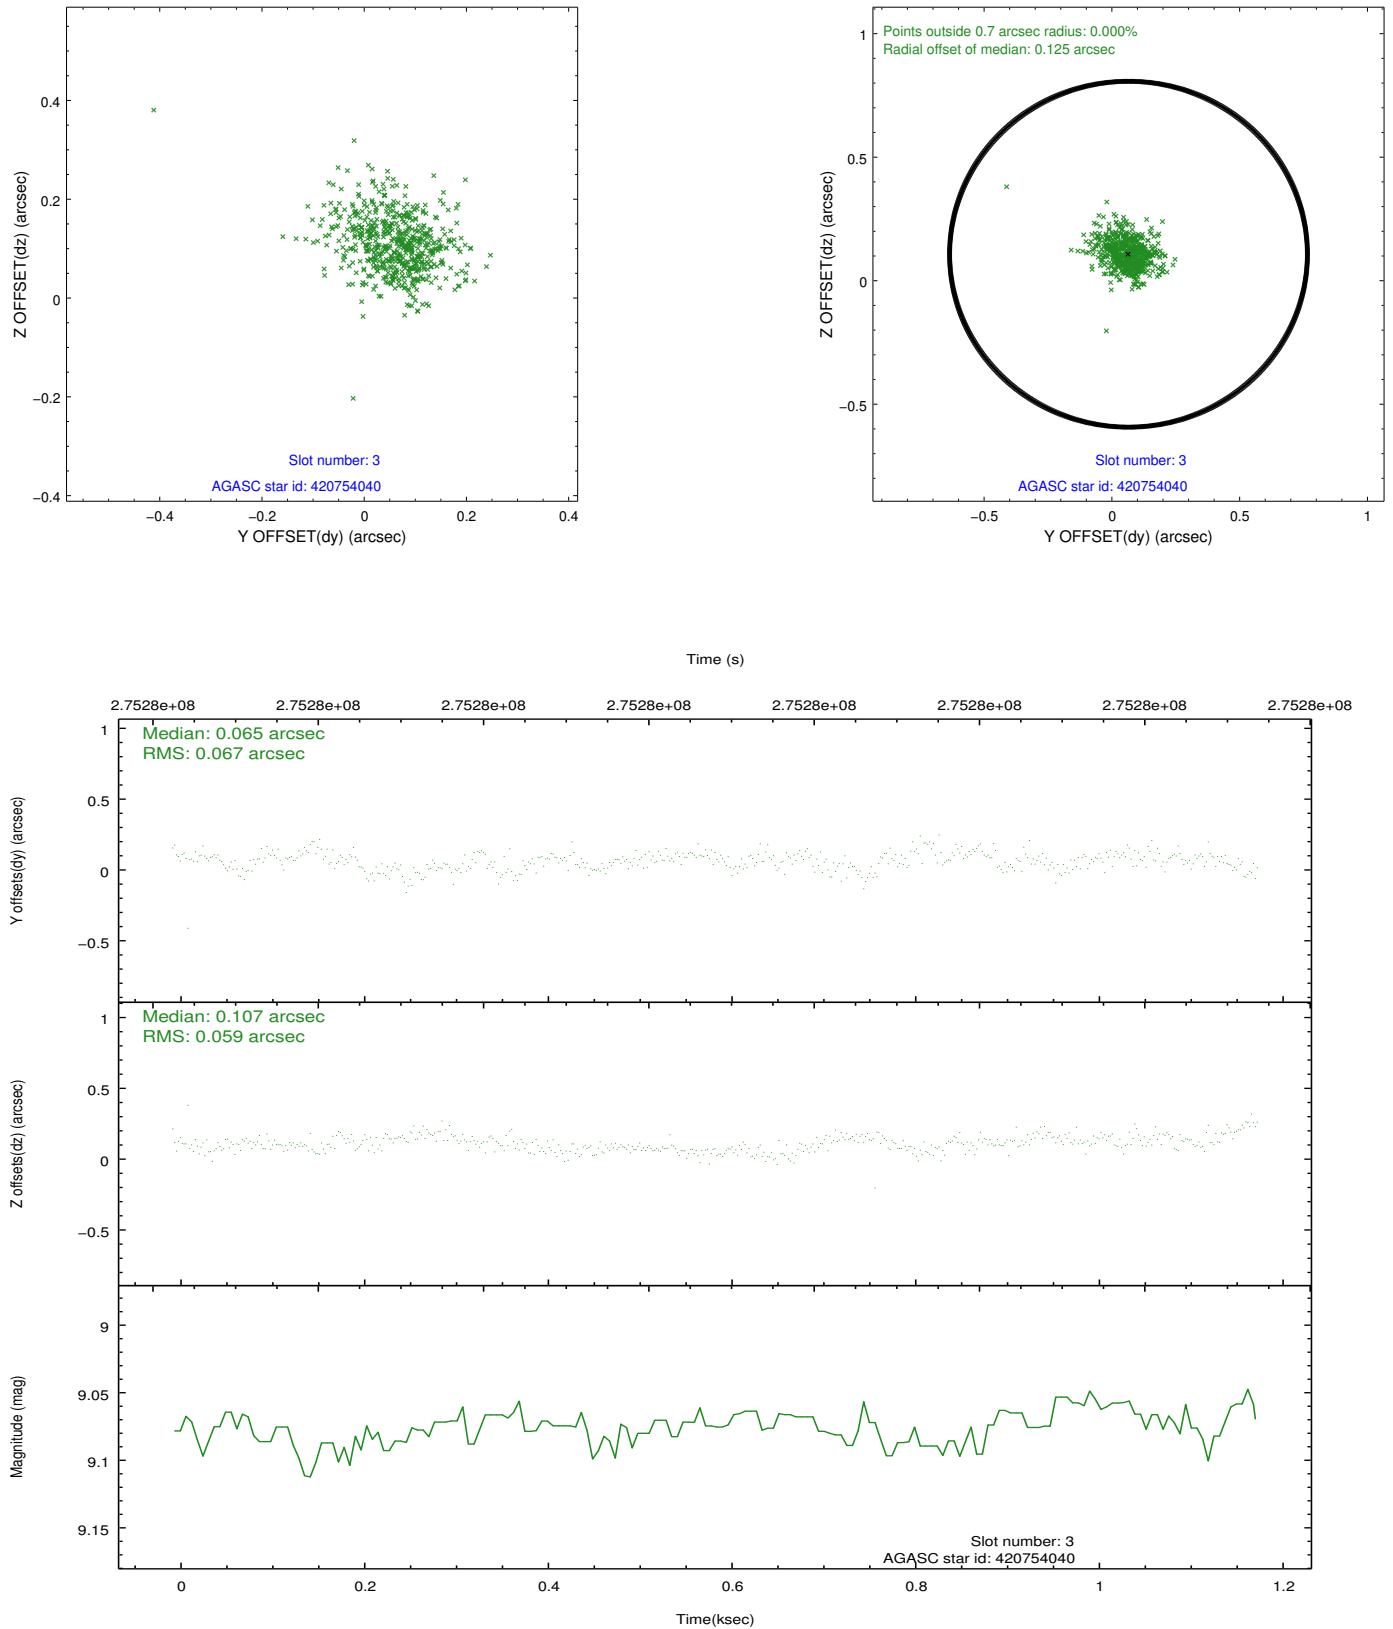 0.4
0.2
0
−0.2
−0.4
Z OFFSET(dz) (arcsec)
Slot number: 3
AGASC star id: 420754040
−0.4 −0.2 0 0.2 0.4
Y OFFSET(dy) (arcsec)
Points outside 0.7 arcsec radius: 0.000%
Radial offset of median: 0.125 arcsec
1
0.5
0
−0.5
Z OFFSET(dz) (arcsec)
Slot number: 3
AGASC star id: 420754040
−0.5 0 0.5 1
Y OFFSET(dy) (arcsec)
Time (s)
2.7528e+08 2.7528e+08 2.7528e+08 2.7528e+08 2.7528e+08 2.7528e+08 2.7528e+08 2.7528e+08
Median: 0.065 arcsec
RMS: 0.067 arcsec
1
0.5
0
−0.5
Y offsets(dy) (arcsec)
Median: 0.107 arcsec
RMS: 0.059 arcsec
1
0.5
0
−0.5
Z offsets(dz) (arcsec)
9
9.05
9.1
9.15
Magnitude (mag)
Slot number: 3
AGASC star id: 420754040
0 0.2 0.4 0.6 0.8 1 1.2
Time(ksec)